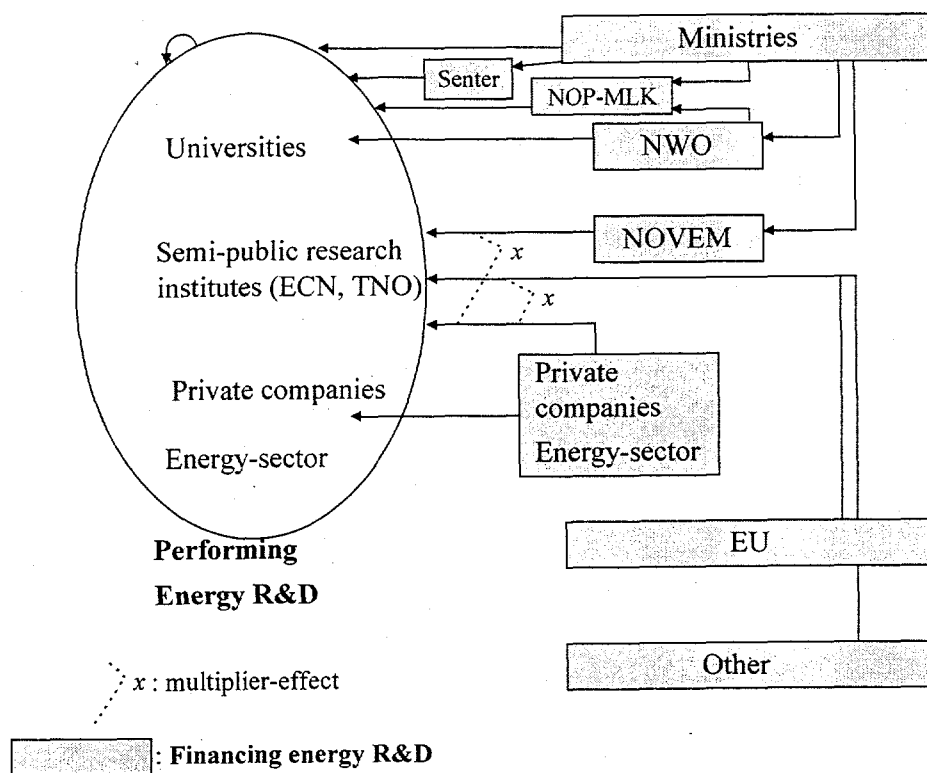 Ministries
Senter
NOP-MLK
Universities
NWO
NOVEM
Semi-public research
institutes (ECN, TNO)
x
x
Private companies
Energy-sector
Private
companies
Energy-sector
Performing
Energy R&D
EU
Other
x : multiplier-effect
: Financing energy R&D